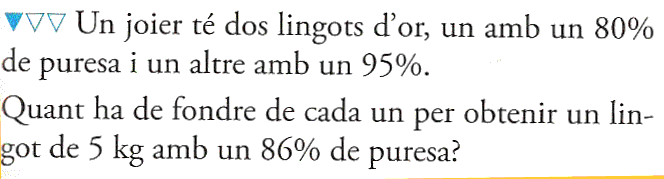 Un joier té dos lingots d’or, un amb un 80%
de puresa i un altre amb un 95%.
Quant ha de fondre de cada un per obtenir un lin-
got de 5 kg amb un 86% de puresa?